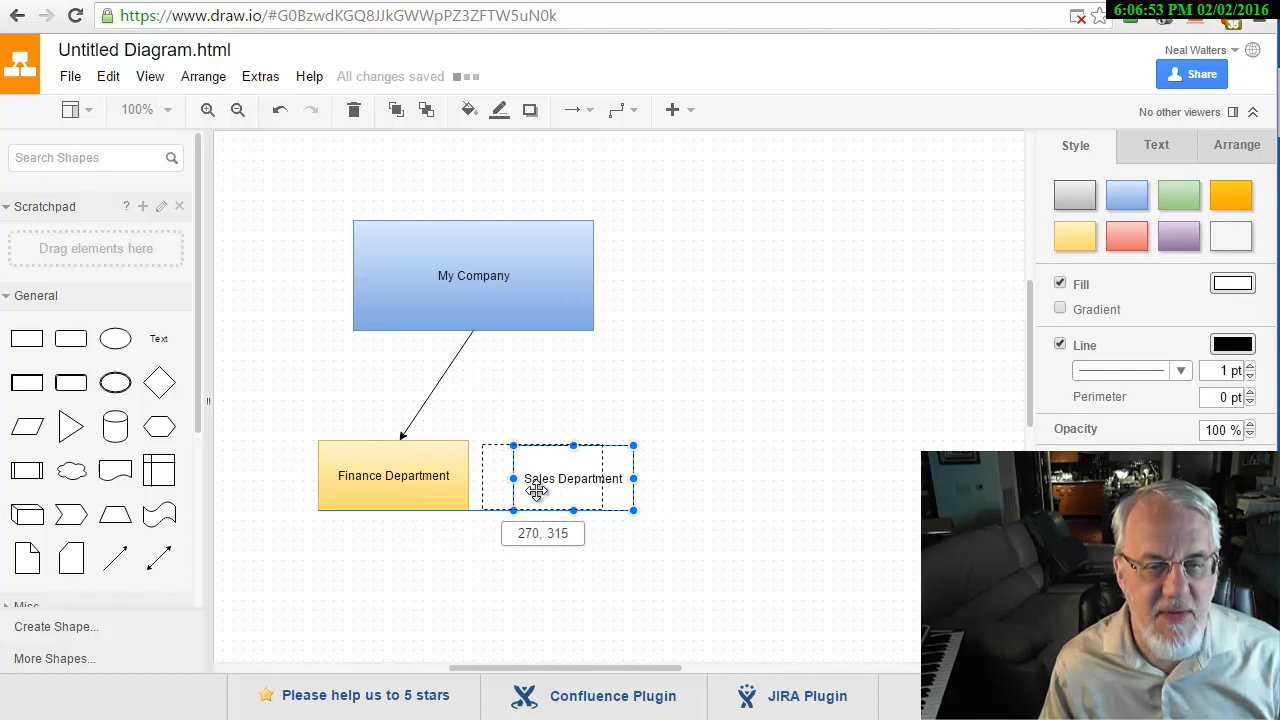 https://www.draw.io/#G0BzwdKGQ8JJkGWWpPZ3ZFTW5uN0k
6:06:53 PM 02/02/2016
35
Untitled Diagram.html
Neal Walters
File Edit View Arrange Extras Help All changes saved
Share
100%
No other viewers
Search Shapes
Style Text Arrange
Scratchpad ?
Drag elements here
My Company
Fill
General
Gradient
Text
Line
1 pt
Perimeter 0 pt
Opacity 100 %
Finance Department
Sales Department
270, 315
Misc
Create Shape...
More Shapes...
Please help us to 5 stars
Confluence Plugin
JIRA Plugin